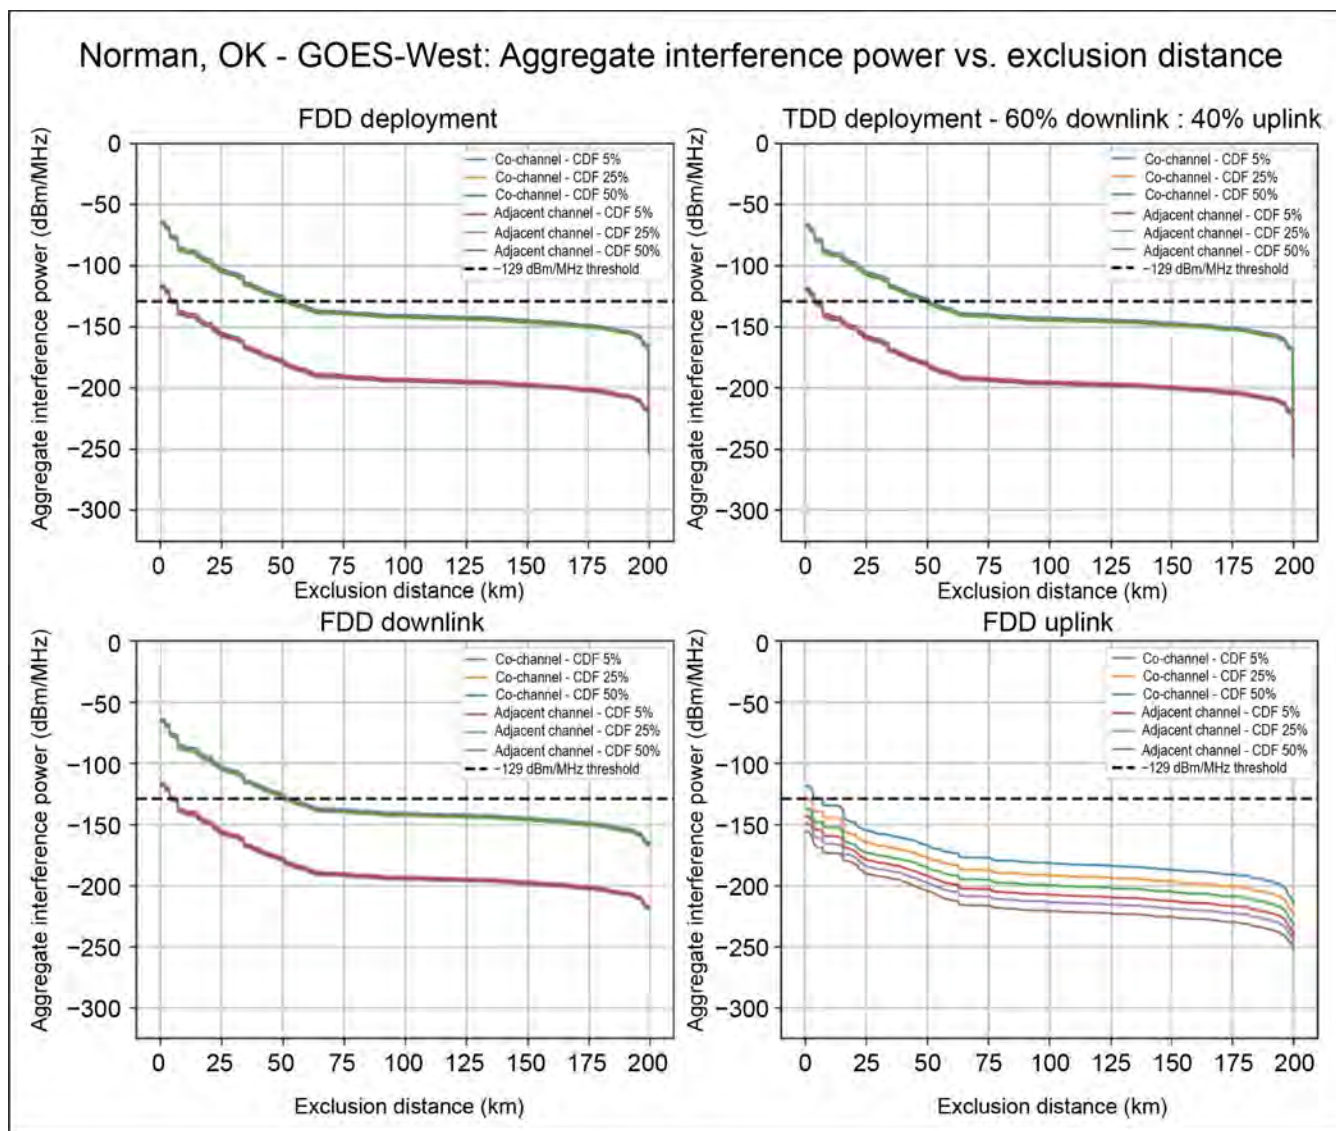 Norman, OK - GOES-West: Aggregate interference power vs. exclusion distance
FDD deployment
Aggregate interference power (dBm/MHz)
−0
−50
−100
−150
−200
−250
−300
Co-channel - CDF 5%
Co-channel - CDF 25%
Co-channel - CDF 50%
Adjacent channel - CDF 5%
Adjacent channel - CDF 25%
Adjacent channel - CDF 50%
−129 dBm/MHz threshold
0 25 50 75 100 125 150 175 200
Exclusion distance (km)
TDD deployment - 60% downlink : 40% uplink
Aggregate interference power (dBm/MHz)
−0
−50
−100
−150
−200
−250
−300
Co-channel - CDF 5%
Co-channel - CDF 25%
Co-channel - CDF 50%
Adjacent channel - CDF 5%
Adjacent channel - CDF 25%
Adjacent channel - CDF 50%
−129 dBm/MHz threshold
0 25 50 75 100 125 150 175 200
Exclusion distance (km)
FDD downlink
Aggregate interference power (dBm/MHz)
0
−50
−100
−150
−200
−250
−300
Co-channel - CDF 5%
Co-channel - CDF 25%
Co-channel - CDF 50%
Adjacent channel - CDF 5%
Adjacent channel - CDF 25%
Adjacent channel - CDF 50%
−129 dBm/MHz threshold
0 25 50 75 100 125 150 175 200
Exclusion distance (km)
FDD uplink
Aggregate interference power (dBm/MHz)
0
−50
−100
−150
−200
−250
−300
Co-channel - CDF 5%
Co-channel - CDF 25%
Co-channel - CDF 50%
Adjacent channel - CDF 5%
Adjacent channel - CDF 25%
Adjacent channel - CDF 50%
−129 dBm/MHz threshold
0 25 50 75 100 125 150 175 200
Exclusion distance (km)